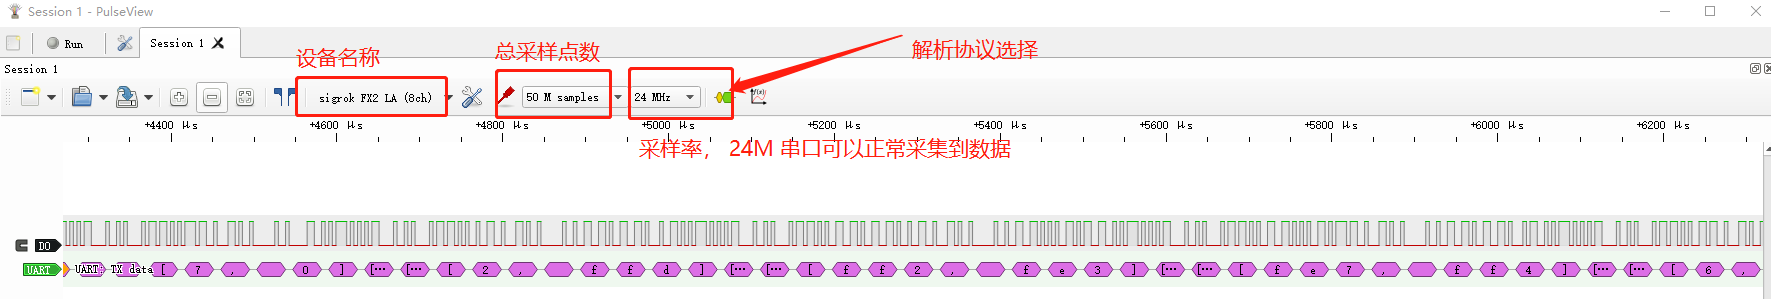 Session 1 - PulseView
Run
Session 1
设备名称
总采样点数
解析协议选择
Session 1
sigrok FX2 LA (8ch)
50 M samples
24 MHz
+4400 µs
+4600 µs
+4800 µs
+5000 µs
+5200 µs
+5400 µs
+5600 µs
+5800 µs
+6000 µs
+6200 µs
采样率， 24M 串口可以正常采集到数据
D0
UART
UART: TX data
[ 7 , 0 ] [⋯ [⋯ [ 2 , f f d ] [⋯ [⋯ [ f f 2 , f e 3 ] [⋯ [⋯ [ f e 7 , f f 4 ] [⋯ [⋯ [ 6 ,